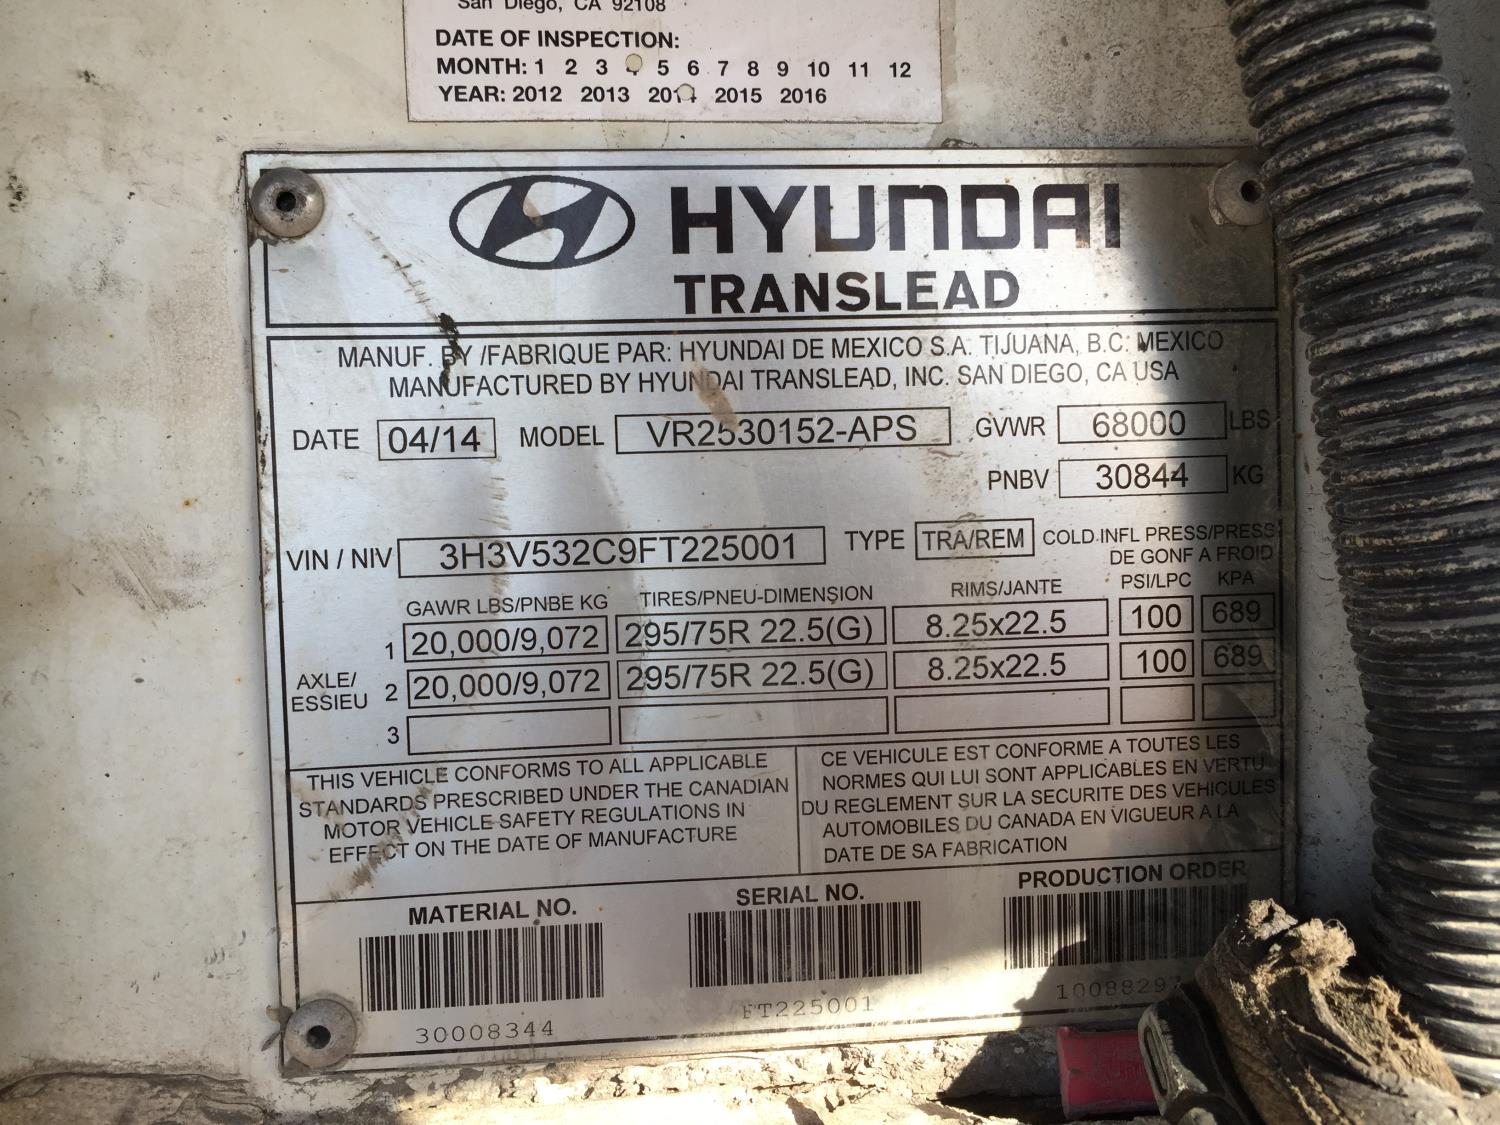 San Diego, CA 92108
DATE OF INSPECTION:
MONTH: 1 2 3 4 5 6 7 8 9 10 11 12
YEAR: 2012 2013 2014 2015 2016
HYUNDAI
TRANSLEAD
MANUF. BY /FABRIQUE PAR: HYUNDAI DE MEXICO S.A. TIJUANA, B.C. MEXICO
MANUFACTURED BY HYUNDAI TRANSLEAD, INC. SAN DIEGO, CA USA
DATE 04/14 MODEL VR2530152-APS GVWR 68000 LBS
PNBV 30844 KG
VIN / NIV 3H3V532C9FT225001 TYPE TRA/REM COLD INFL PRESS/PRESS
DE GONF A FROID
GAWR LBS/PNBE KG TIRES/PNEU-DIMENSION RIMS/JANTE PSI/LPC KPA
1 20,000/9,072 295/75R 22.5(G) 8.25x22.5 100 689
AXLE/
ESSIEU 2 20,000/9,072 295/75R 22.5(G) 8.25x22.5 100 689
3
THIS VEHICLE CONFORMS TO ALL APPLICABLE
STANDARDS PRESCRIBED UNDER THE CANADIAN
MOTOR VEHICLE SAFETY REGULATIONS IN
EFFECT ON THE DATE OF MANUFACTURE
CE VEHICULE EST CONFORME A TOUTES LES
NORMES QUI LUI SONT APPLICABLES EN VERTU
DU REGLEMENT SUR LA SECURITE DES VEHICULES
AUTOMOBILES DU CANADA EN VIGUEUR A LA
DATE DE SA FABRICATION
MATERIAL NO. SERIAL NO. PRODUCTION ORDER
30008344 FT225001